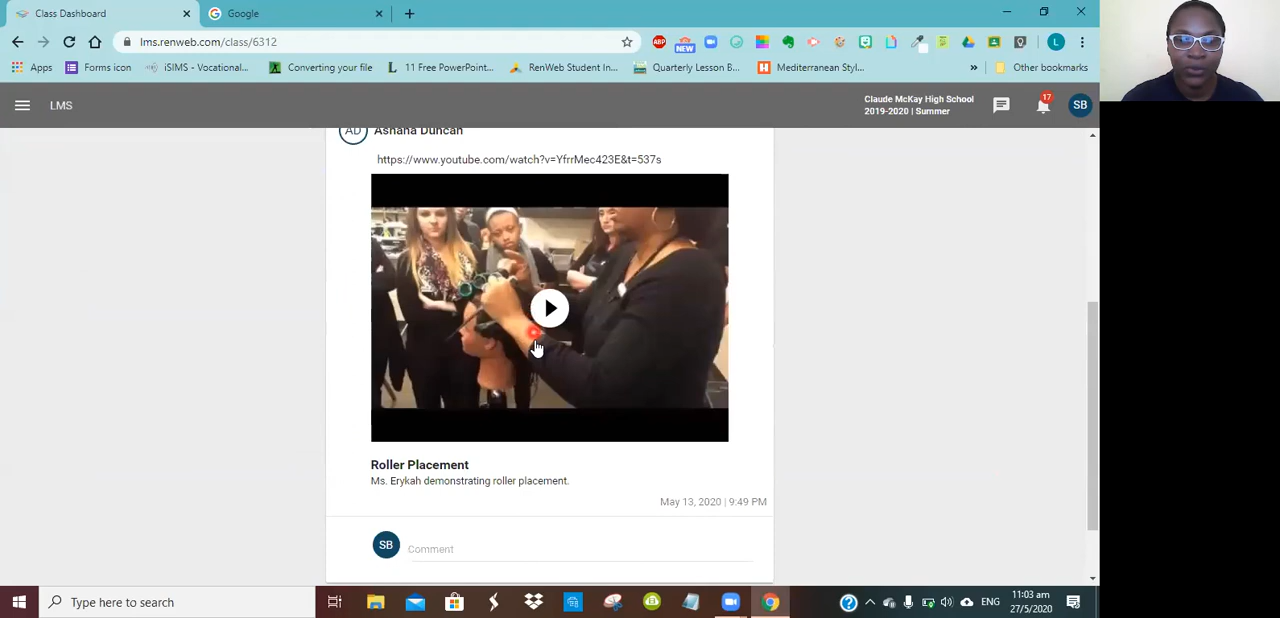 Class Dashboard
Google
lms.renweb.com/class/6312
ABP
NEW
L
Apps
Forms icon
iSIMS - Vocational...
Converting your file
11 Free PowerPoint...
RenWeb Student In...
Quarterly Lesson B...
Mediterranean Styl...
»
Other bookmarks
LMS
Claude McKay High School
2019-2020 | Summer
17
SB
AD
Ashana Duncan
https://www.youtube.com/watch?v=YfrrMec423E&t=537s
Roller Placement
Ms. Erykah demonstrating roller placement.
May 13, 2020 | 9:49 PM
SB
Comment
Type here to search
ENG
11:03 am
27/5/2020